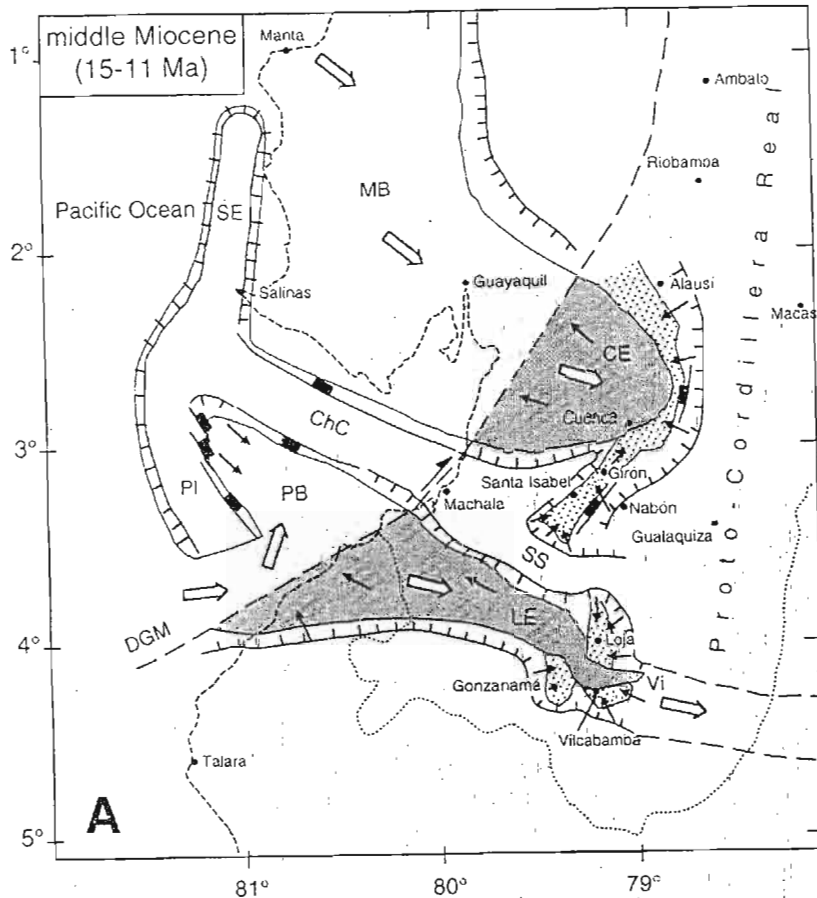 middle Miocene
(15-11 Ma)
Manta
1°
Ambato
Riobamba
MB
Pacific Ocean
SE
2°
Salinas
Guayaquil
Alausi
Macas
CE
Cuenca
ChC
3°
Santa Isabel
Girón
PI
PB
Machala
Nabón
Gualaquiza
SS
Proto-Cordillera Real
DGM
LE
Loja
4°
Gonzanamá
Vi
Vilcabamba
Talara
A
5°
81°
80°
79°